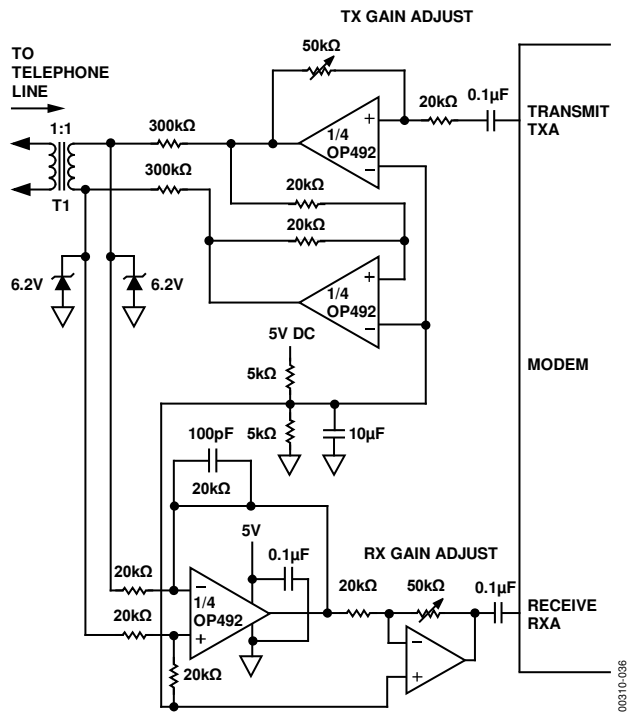 TX GAIN ADJUST
TO
TELEPHONE
LINE
50kΩ
20kΩ
0.1µF
TRANSMIT
TXA
1:1
300kΩ
+
1/4
OP492
−
300kΩ
T1
20kΩ
20kΩ
6.2V
6.2V
+
1/4
OP492
−
5V DC
5kΩ
MODEM
5kΩ
10µF
100pF
20kΩ
5V
0.1µF
RX GAIN ADJUST
20kΩ
20kΩ
50kΩ
0.1µF
−
1/4
OP492
+
RECEIVE
RXA
20kΩ
−
+
20kΩ
00310-036